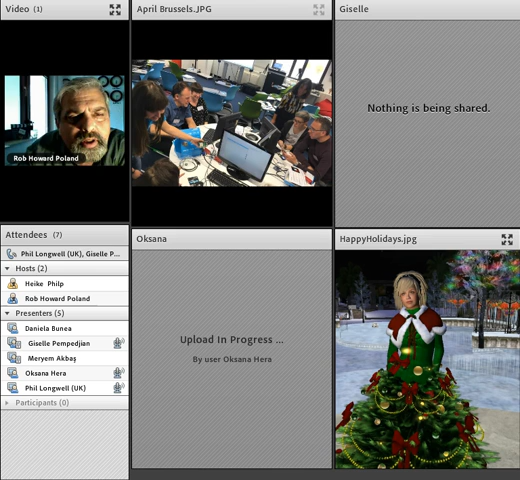 Video (1)
Rob Howard Poland
April Brussels.JPG
Giselle
Nothing is being shared.
Attendees (7)
Phil Longwell (UK), Giselle P...
Hosts (2)
Heike Philp
Rob Howard Poland
Presenters (5)
Daniela Bunea
Giselle Pempedjian
Meryem Akbaş
Oksana Hera
Phil Longwell (UK)
Participants (0)
Oksana
Upload In Progress ...
By user Oksana Hera
HappyHolidays.jpg